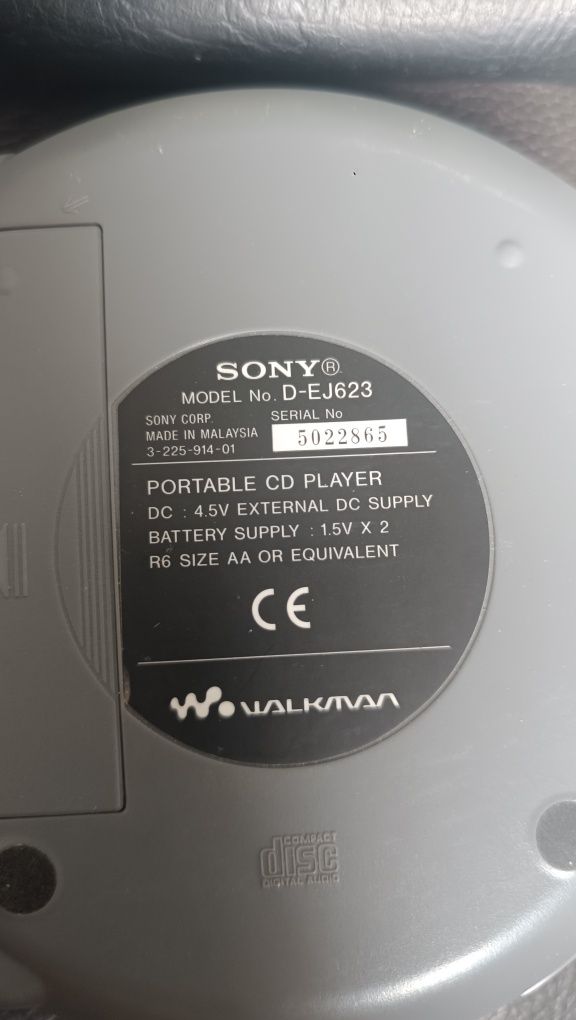 SONY®
MODEL No. D-EJ623
SONY CORP.
MADE IN MALAYSIA
3-225-914-01
SERIAL No
5022865
PORTABLE CD PLAYER
DC : 4.5V EXTERNAL DC SUPPLY
BATTERY SUPPLY : 1.5V X 2
R6 SIZE AA OR EQUIVALENT
CE
WALKMAN
COMPACT
disc
DIGITAL AUDIO